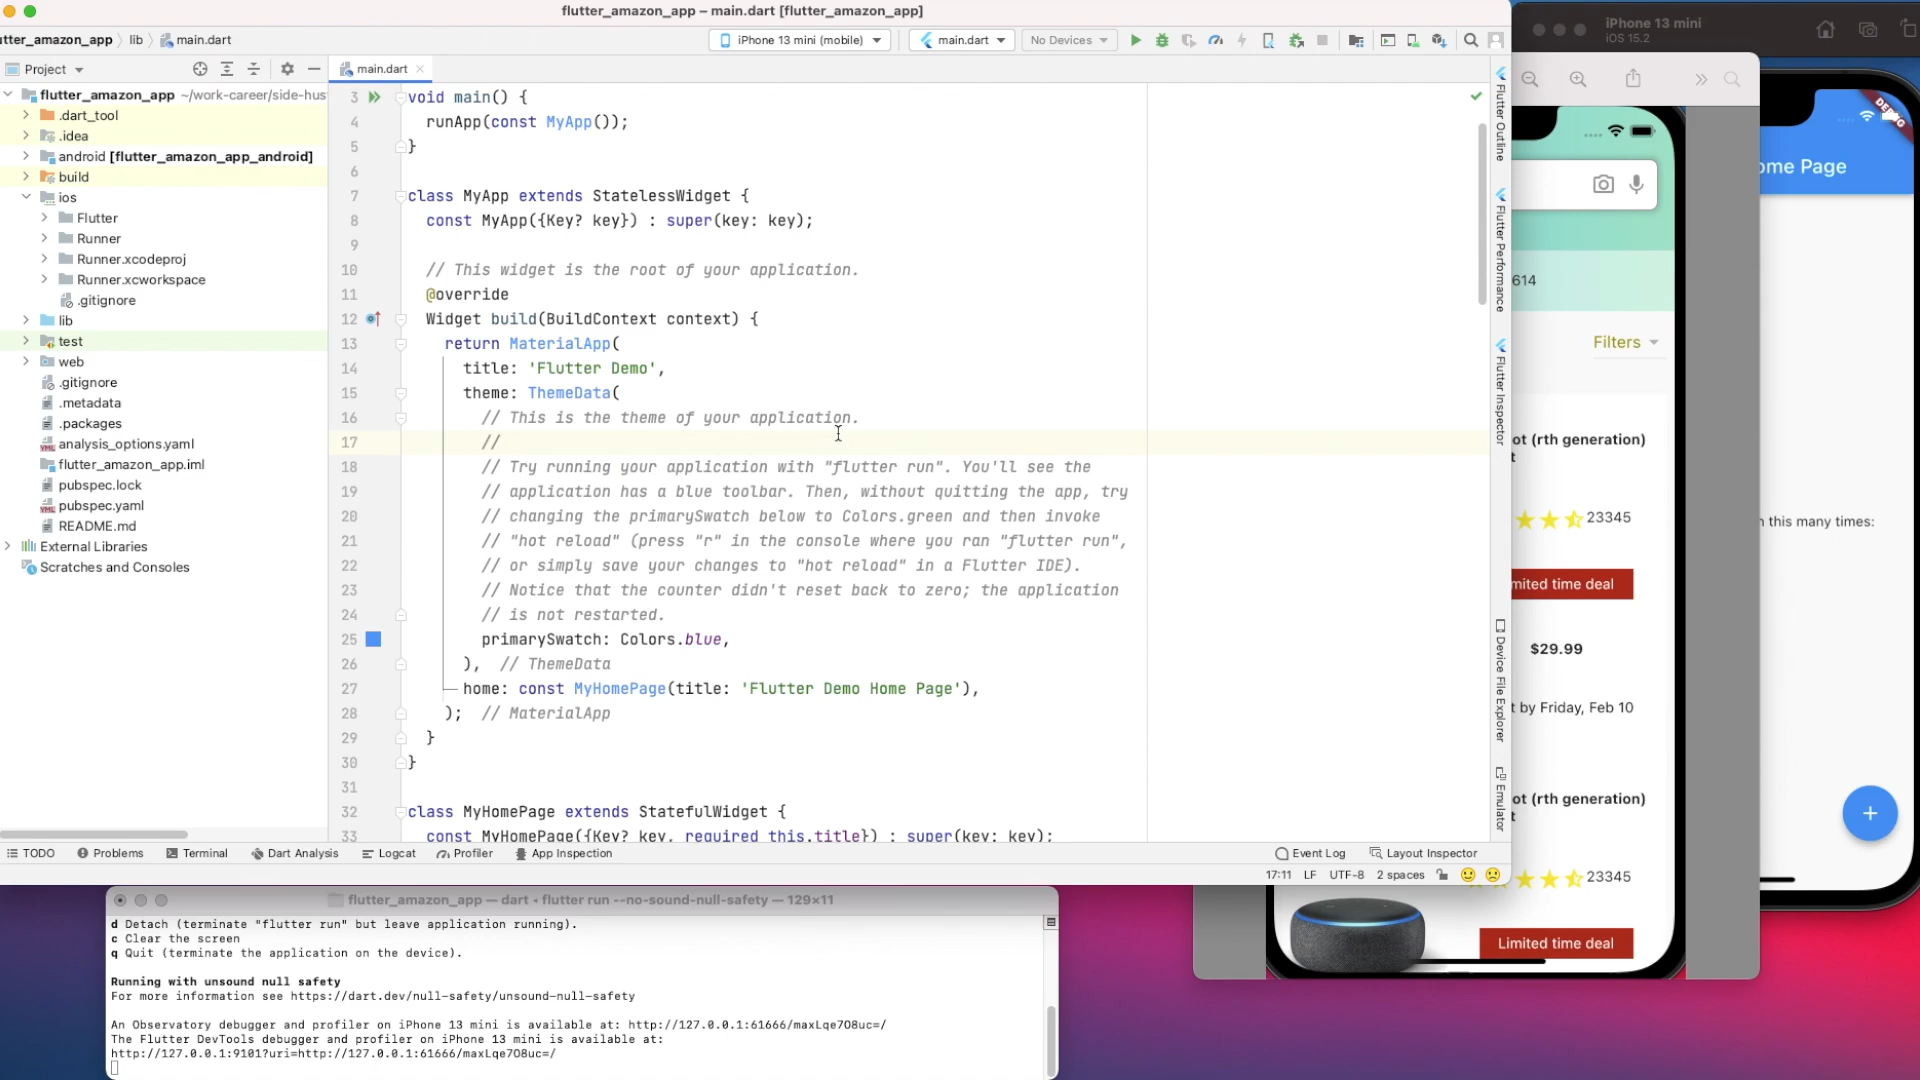 flutter_amazon_app – main.dart [flutter_amazon_app]
utter_amazon_app lib main.dart
iPhone 13 mini (mobile) main.dart No Devices
Project
main.dart
flutter_amazon_app ~/work-career/side-hus
.dart_tool
.idea
android [flutter_amazon_app_android]
build
ios
Flutter
Runner
Runner.xcodeproj
Runner.xcworkspace
.gitignore
lib
test
web
.gitignore
.metadata
.packages
analysis_options.yaml
flutter_amazon_app.iml
pubspec.lock
pubspec.yaml
README.md
External Libraries
Scratches and Consoles
3 void main() {
4 runApp(const MyApp());
5 }
6
7 class MyApp extends StatelessWidget {
8 const MyApp({Key? key}) : super(key: key);
9
10 // This widget is the root of your application.
11 @override
12 Widget build(BuildContext context) {
13 return MaterialApp(
14 title: 'Flutter Demo',
15 theme: ThemeData(
16 // This is the theme of your application.
17 //
18 // Try running your application with "flutter run". You'll see the
19 // application has a blue toolbar. Then, without quitting the app, try
20 // changing the primarySwatch below to Colors.green and then invoke
21 // "hot reload" (press "r" in the console where you ran "flutter run",
22 // or simply save your changes to "hot reload" in a Flutter IDE).
23 // Notice that the counter didn't reset back to zero; the application
24 // is not restarted.
25 primarySwatch: Colors.blue,
26 ), // ThemeData
27 home: const MyHomePage(title: 'Flutter Demo Home Page'),
28 ); // MaterialApp
29 }
30 }
31
32 class MyHomePage extends StatefulWidget {
33 const MyHomePage({Key? key, required this.title}) : super(key: key);
Flutter Outline
Flutter Performance
Flutter Inspector
Device File Explorer
Emulator
TODO Problems Terminal Dart Analysis Logcat Profiler App Inspection Event Log Layout Inspector
17:11 LF UTF-8 2 spaces
flutter_amazon_app — dart ◂ flutter run --no-sound-null-safety — 129×11
d Detach (terminate "flutter run" but leave application running).
c Clear the screen
q Quit (terminate the application on the device).
Running with unsound null safety
For more information see https://dart.dev/null-safety/unsound-null-safety
An Observatory debugger and profiler on iPhone 13 mini is available at: http://127.0.0.1:61666/maxLqe7O8uc=/
The Flutter DevTools debugger and profiler on iPhone 13 mini is available at:
http://127.0.0.1:9101?uri=http://127.0.0.1:61666/maxLqe7O8uc=/
iPhone 13 mini
iOS 15.2
614
Filters
ot (rth generation)
t
23345
mited time deal
$29.99
t by Friday, Feb 10
ot (rth generation)
t
23345
Limited time deal
DEBUG
ome Page
n this many times:
+